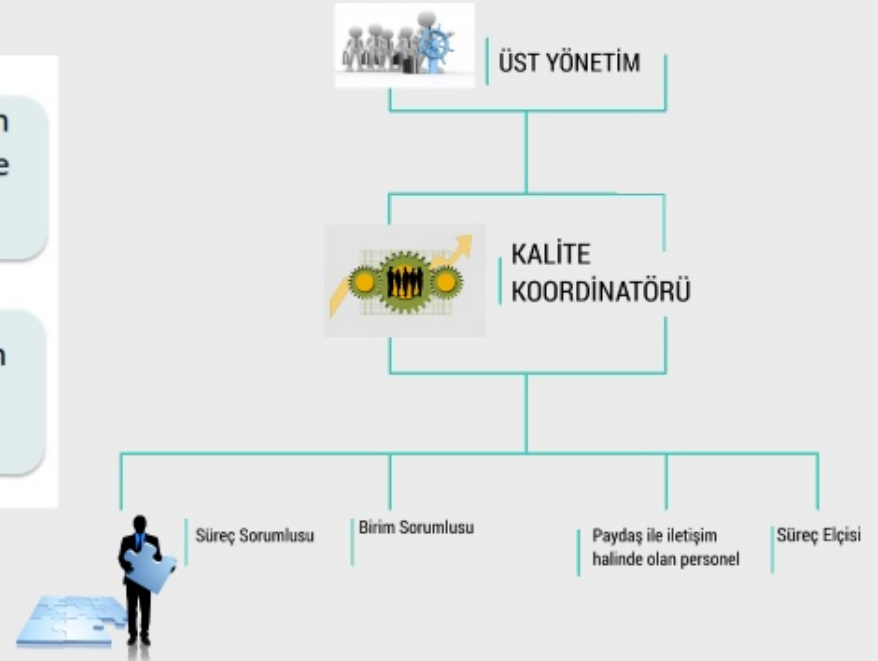 ÜST YÖNETİM
KALİTE
KOORDİNATÖRÜ
Süreç Sorumlusu
Birim Sorumlusu
Paydaş ile iletişim
halinde olan personel
Süreç Elçisi